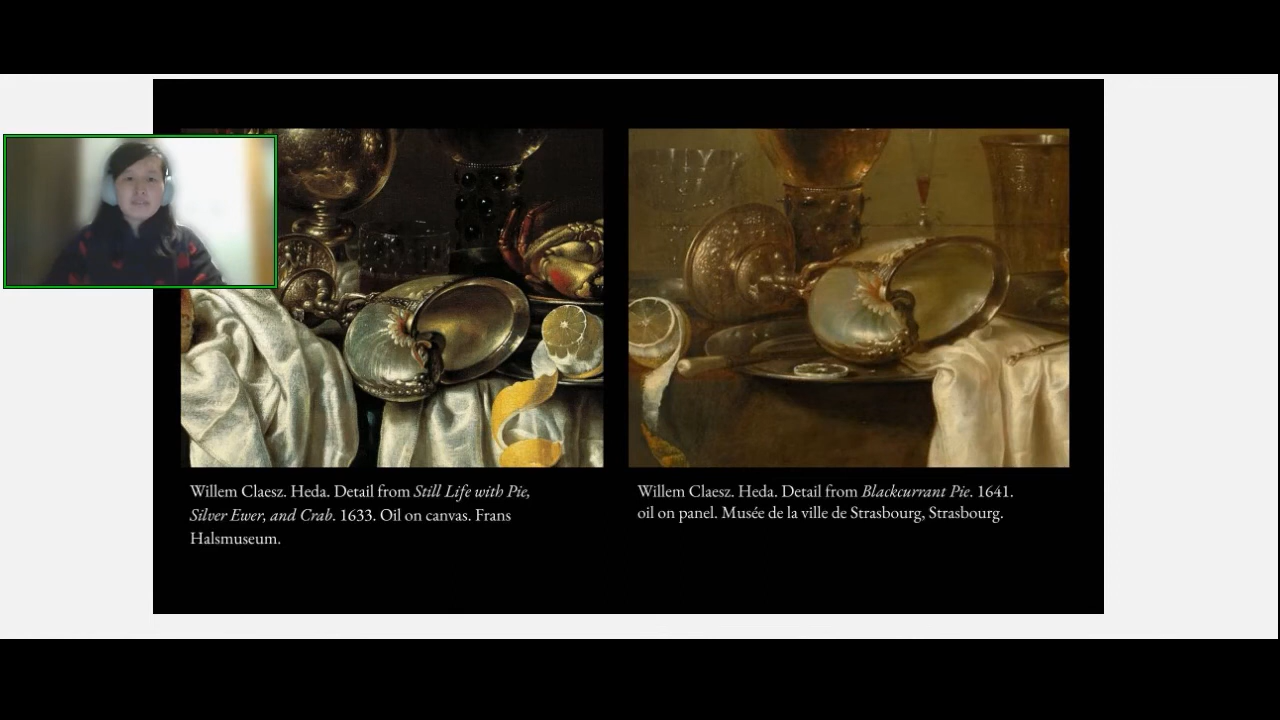 Willem Claesz. Heda. Detail from Still Life with Pie,
Silver Ewer, and Crab. 1633. Oil on canvas. Frans
Halsmuseum.
Willem Claesz. Heda. Detail from Blackcurrant Pie. 1641.
oil on panel. Musée de la ville de Strasbourg, Strasbourg.